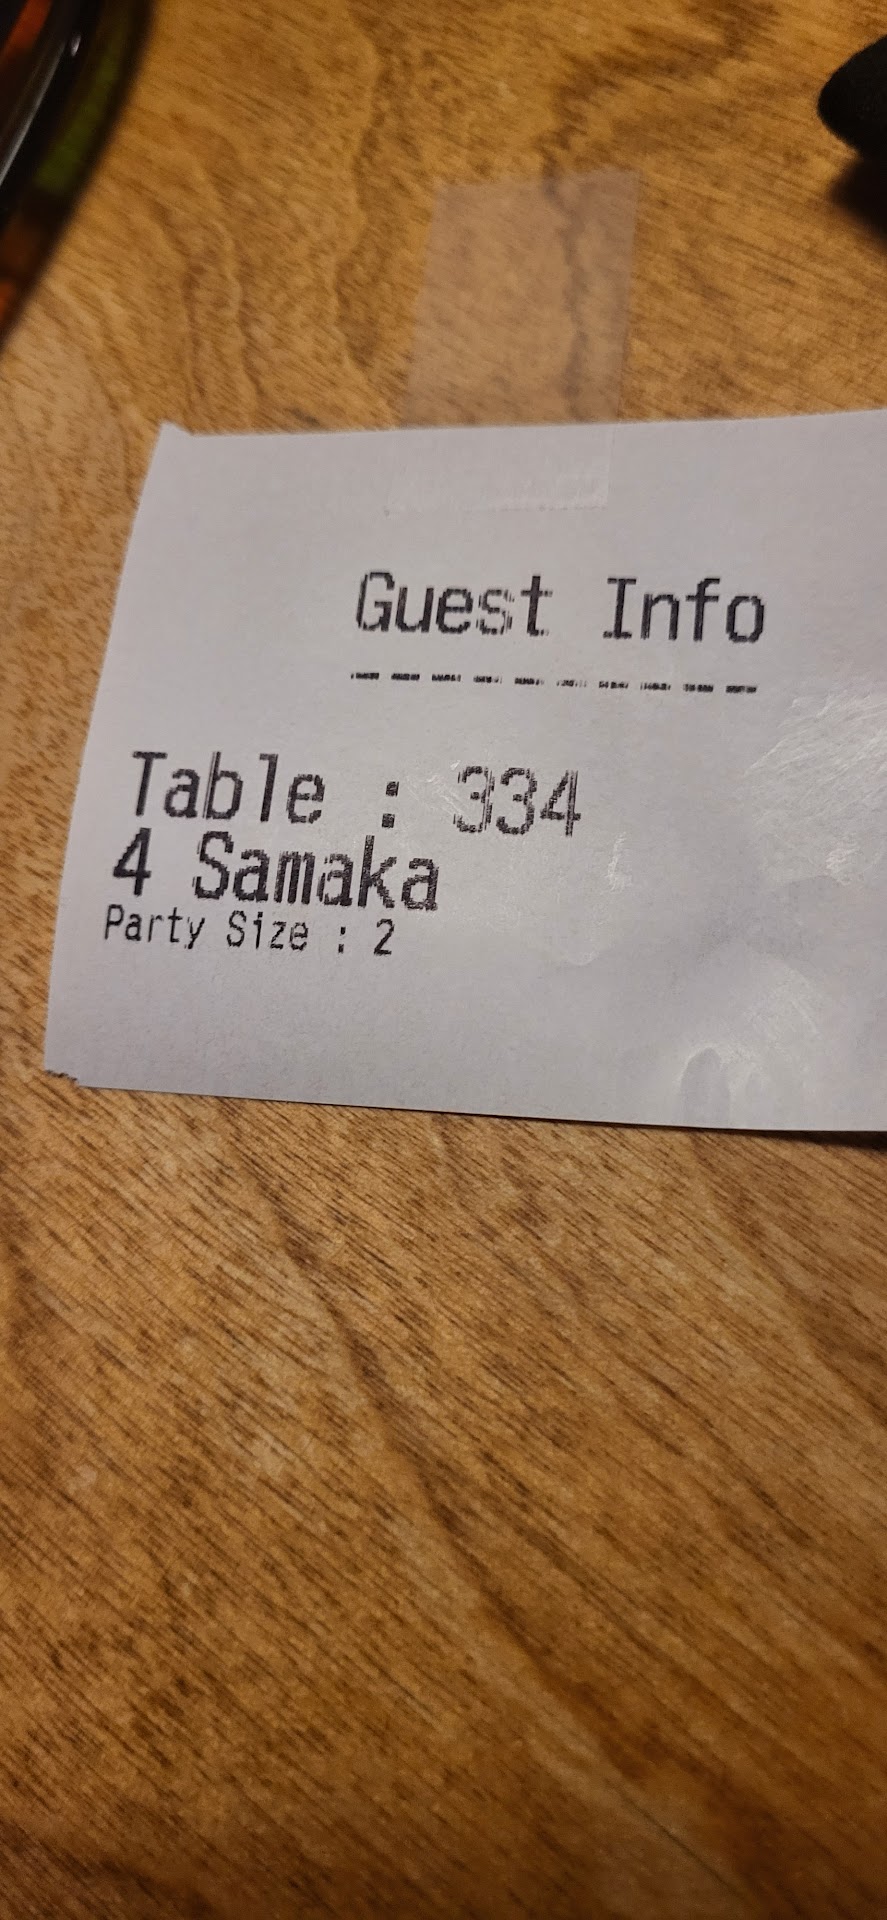 Guest Info
----------
Table : 334
4 Samaka
Party Size : 2